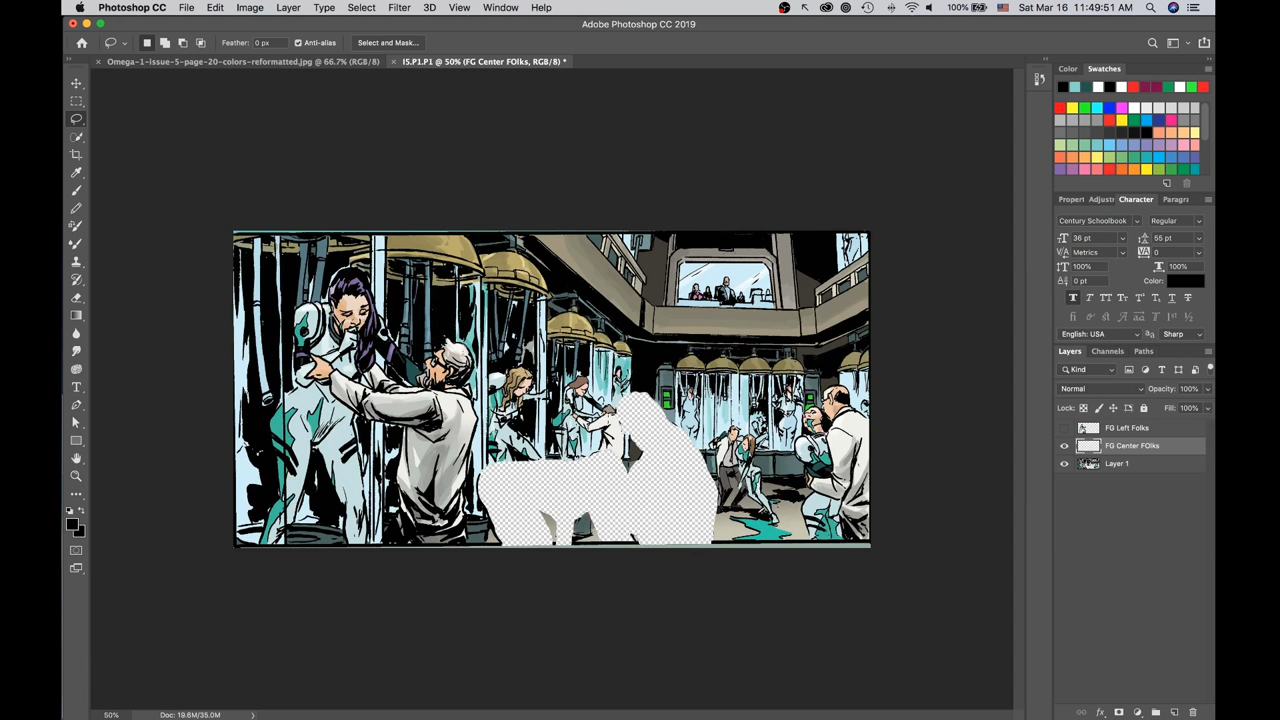 Photoshop CC File Edit Image Layer Type Select Filter 3D View Window Help 100% Sat Mar 16 11:49:51 AM
Adobe Photoshop CC 2019
Feather: 0 px Anti-alias Select and Mask...
Omega-1-issue-5-page-20-colors-reformatted.jpg @ 66.7% (RGB/8) I5.P1.P1 @ 50% (FG Center FOlks, RGB/8) *
Color Swatches
Propert Adjustr Character Paragra
Century Schoolbook Regular
36 pt 55 pt
Metrics 0
100% 100%
0 pt Color:
English: USA Sharp
Layers Channels Paths
Kind
Normal Opacity: 100%
Lock: Fill: 100%
FG Left Folks
FG Center FOlks
Layer 1
50% Doc: 19.6M/35.0M